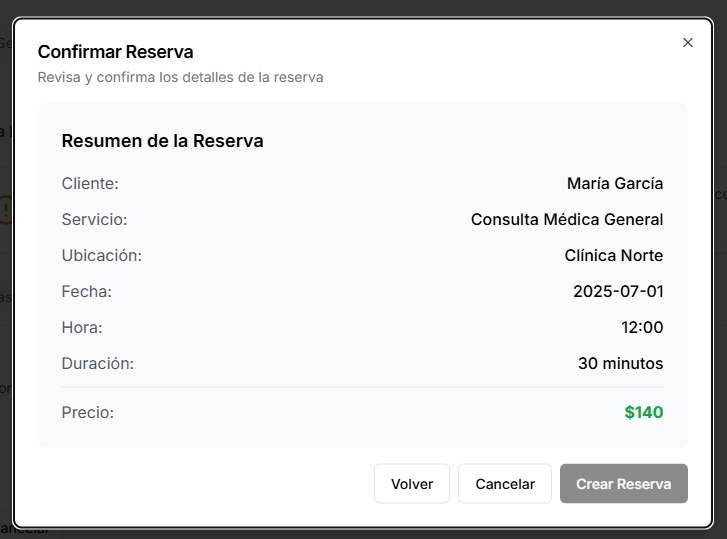 Confirmar Reserva
Revisa y confirma los detalles de la reserva
Resumen de la Reserva
Cliente: María García
Servicio: Consulta Médica General
Ubicación: Clínica Norte
Fecha: 2025-07-01
Hora: 12:00
Duración: 30 minutos
Precio: $140
Volver Cancelar Crear Reserva